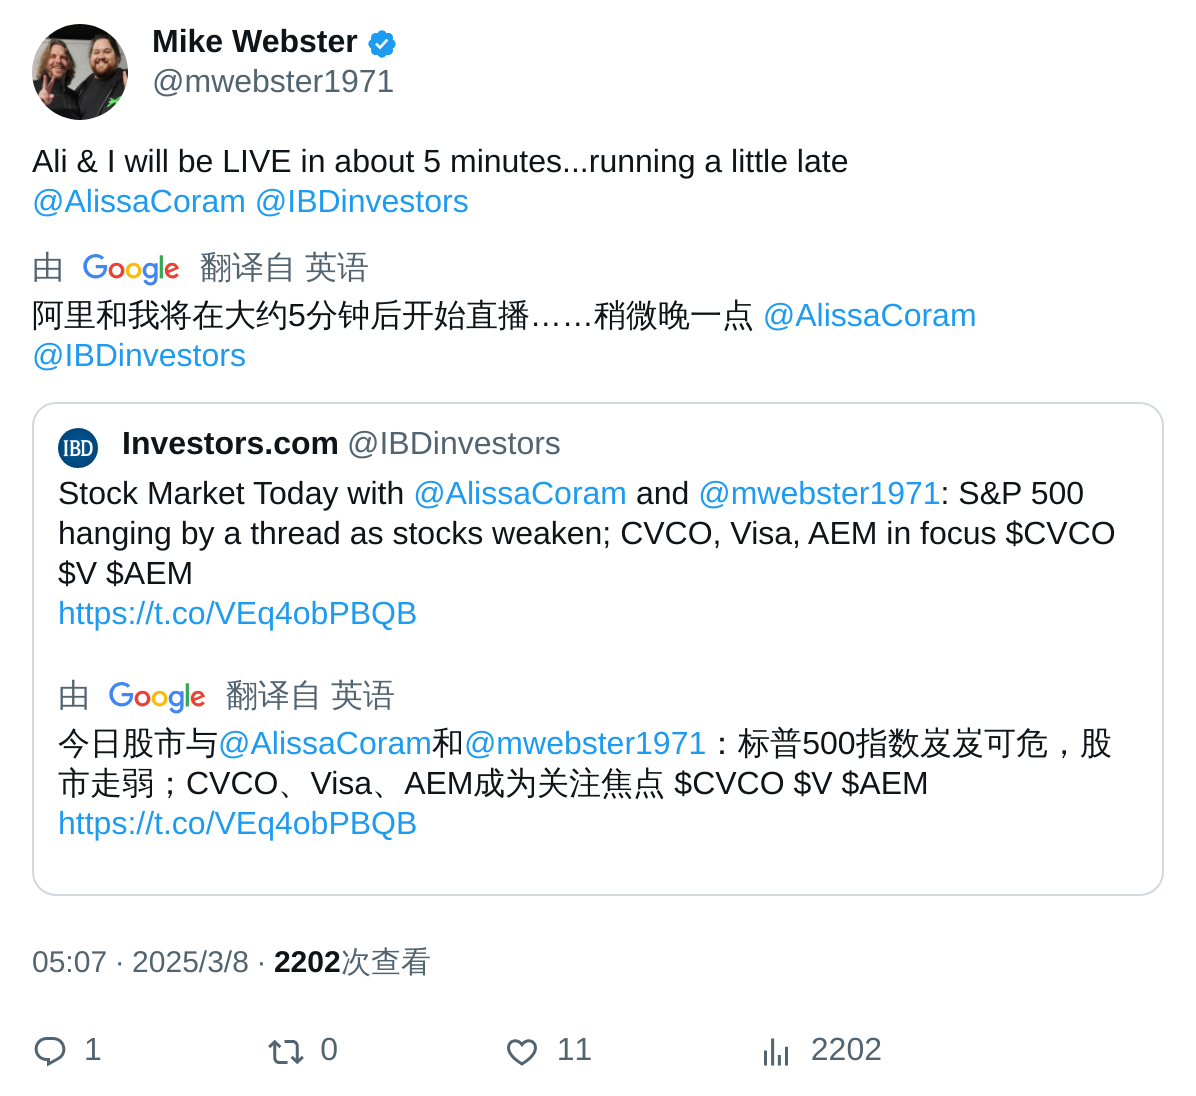 Mike Webster
@mwebster1971
Ali & I will be LIVE in about 5 minutes...running a little late
@AlissaCoram @IBDinvestors
由 Google 翻译自 英语
阿里和我将在大约5分钟后开始直播……稍微晚一点 @AlissaCoram
@IBDinvestors
IBD Investors.com @IBDinvestors
Stock Market Today with @AlissaCoram and @mwebster1971: S&P 500
hanging by a thread as stocks weaken; CVCO, Visa, AEM in focus $CVCO
$V $AEM
https://t.co/VEq4obPBQB
由 Google 翻译自 英语
今日股市与@AlissaCoram和@mwebster1971：标普500指数岌岌可危，股
市走弱；CVCO、Visa、AEM成为关注焦点 $CVCO $V $AEM
https://t.co/VEq4obPBQB
05:07 · 2025/3/8 · 2202次查看
1 0 11 2202